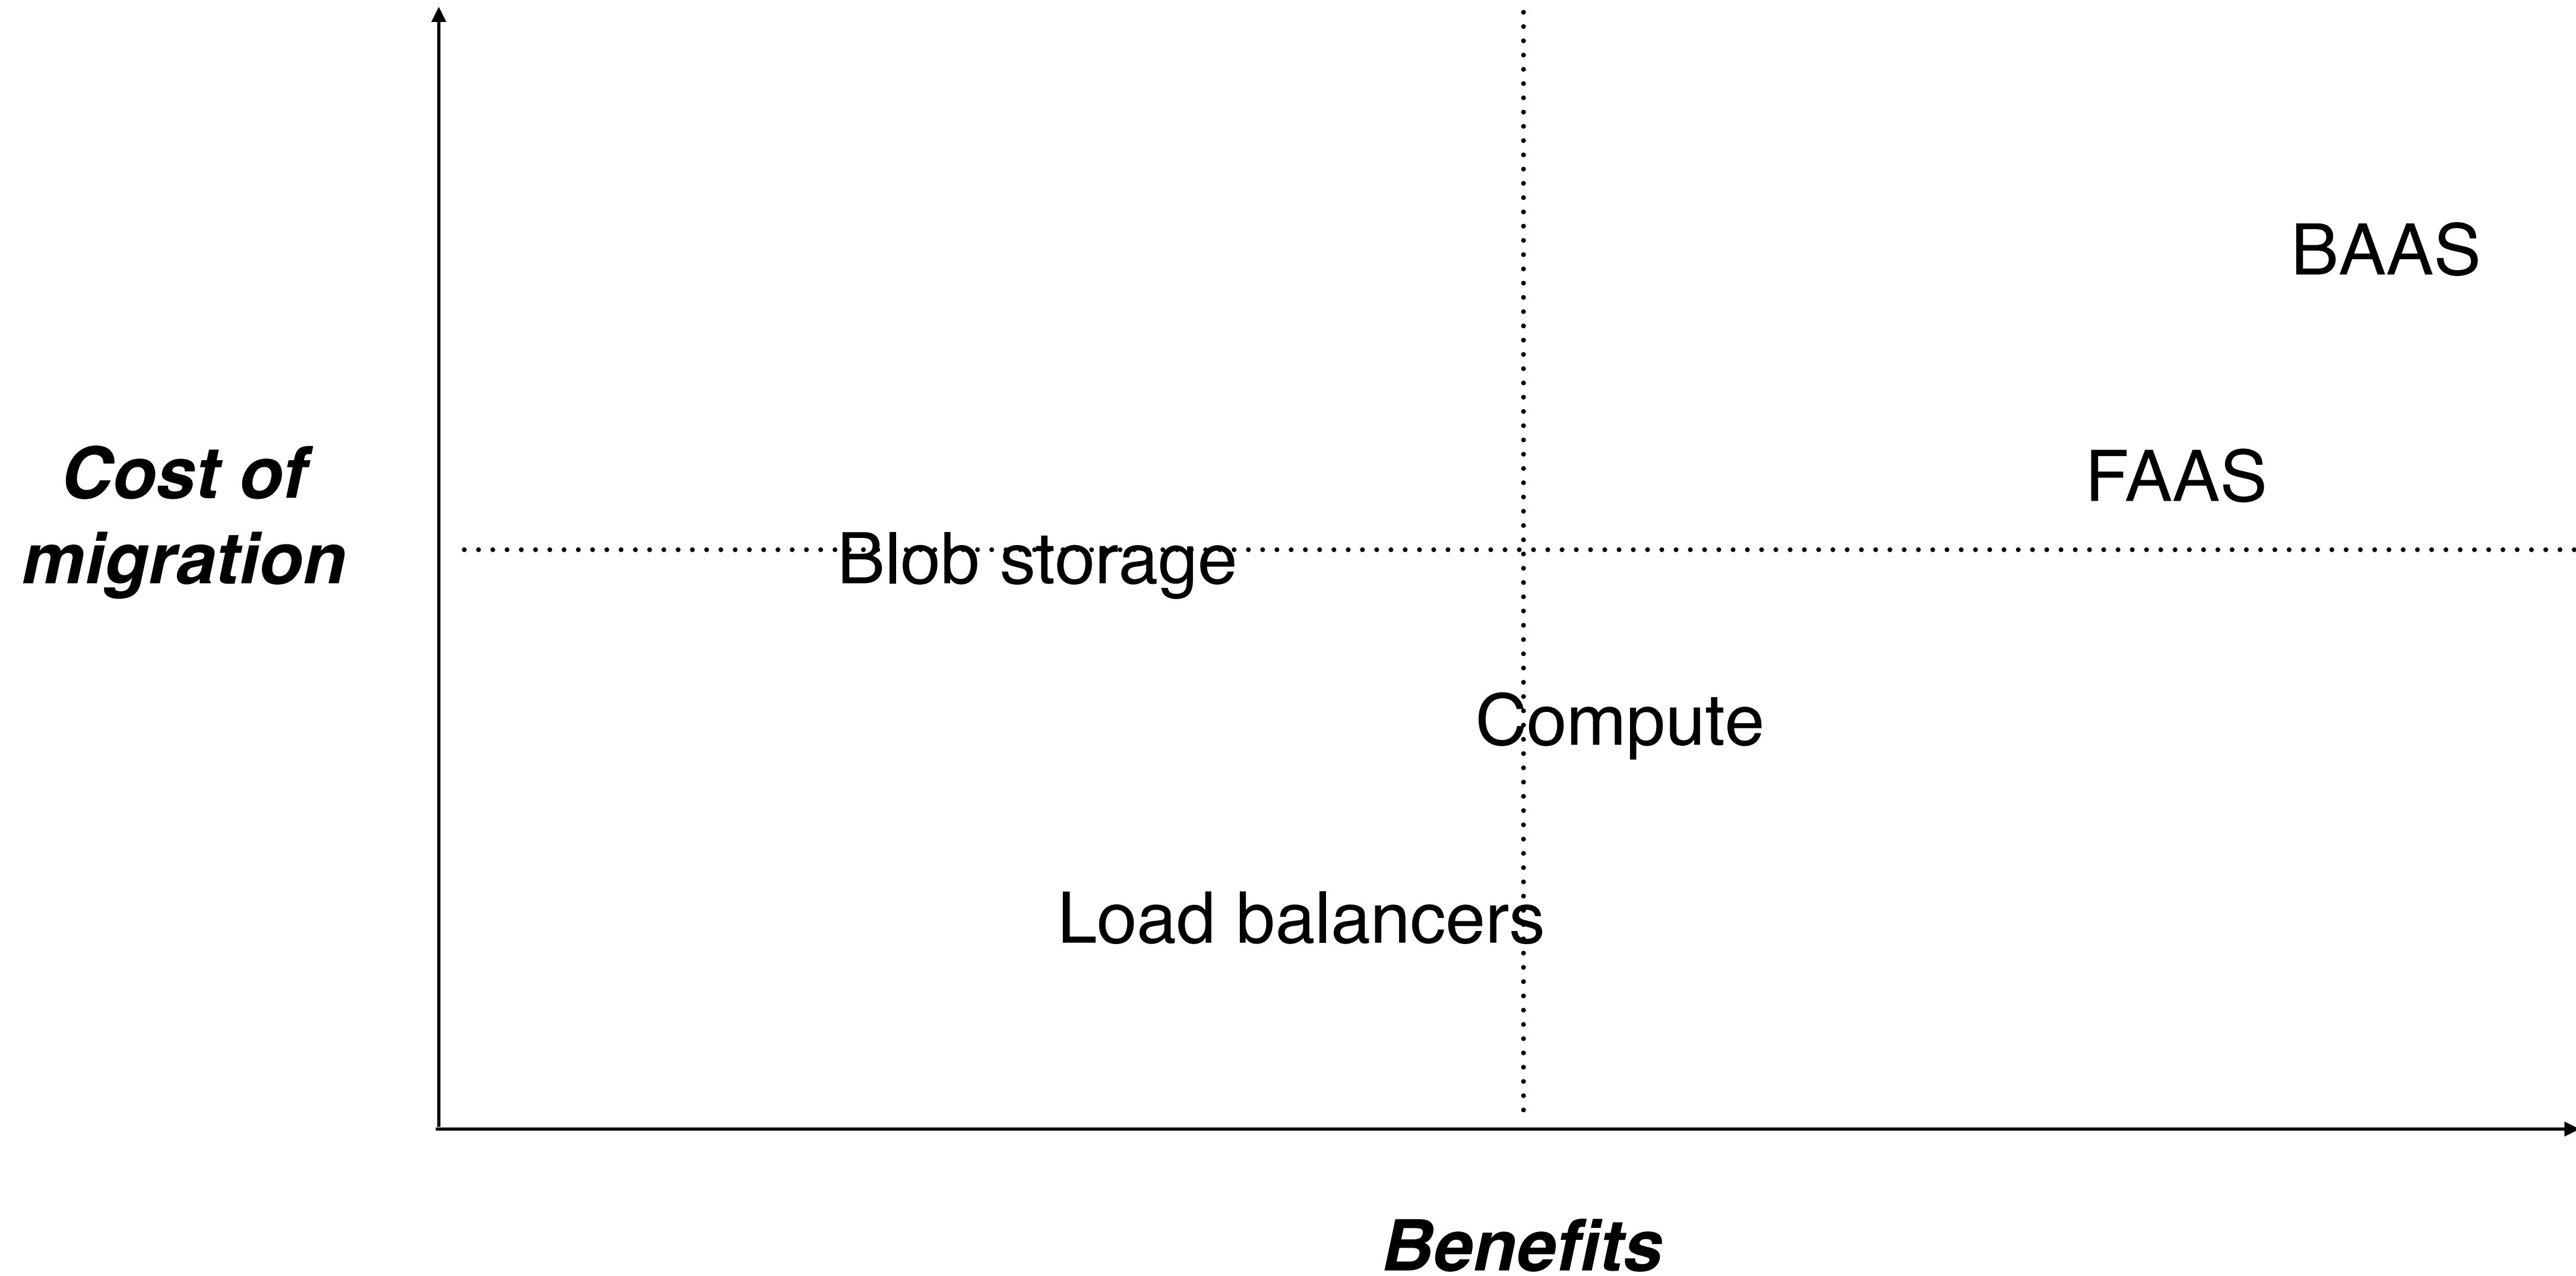 BAAS
Cost of
migration
FAAS
Blob storage
Compute
Load balancers
Benefits